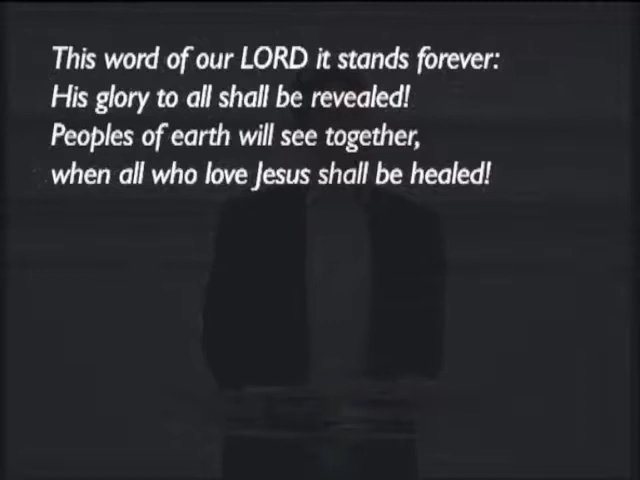 This word of our LORD it stands forever:
His glory to all shall be revealed!
Peoples of earth will see together,
when all who love Jesus shall be healed!